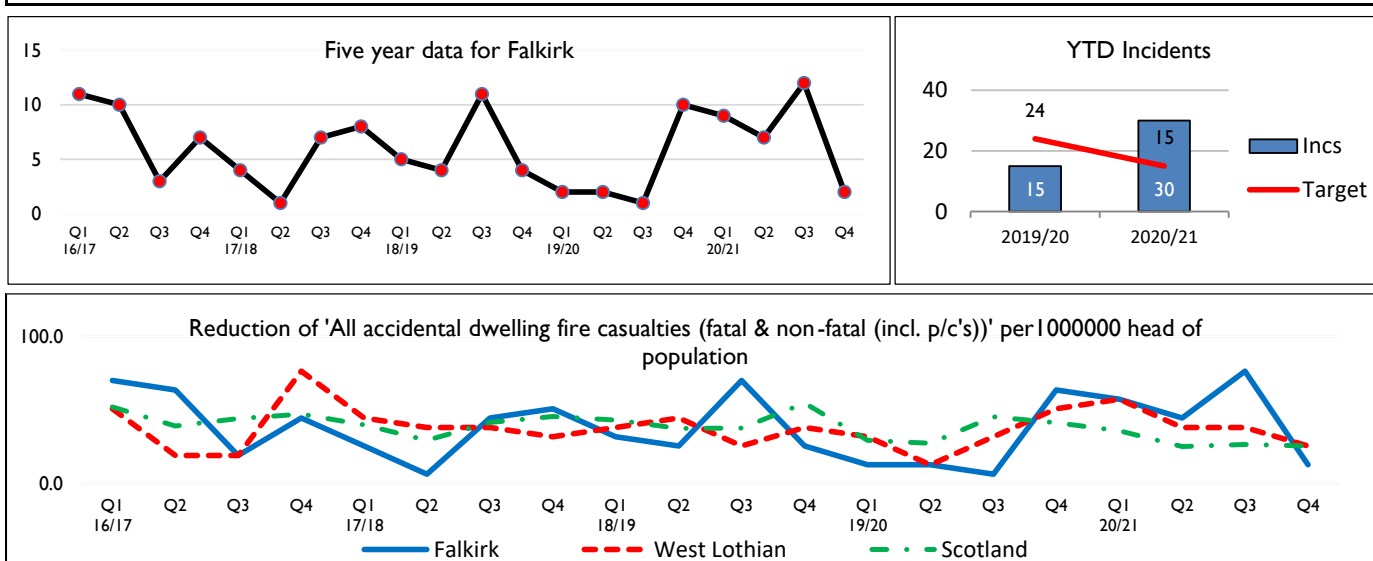 Five year data for Falkirk
15
10
5
0
Q1 Q2 Q3 Q4 Q1 Q2 Q3 Q4 Q1 Q2 Q3 Q4 Q1 Q2 Q3 Q4 Q1 Q2 Q3 Q4
16/17 17/18 18/19 19/20 20/21
YTD Incidents
40
20
0
24
15
15
30
2019/20 2020/21
Incs
Target
Reduction of 'All accidental dwelling fire casualties (fatal & non-fatal (incl. p/c's))' per1000000 head of
population
100.0
0.0
Q1 Q2 Q3 Q4 Q1 Q2 Q3 Q4 Q1 Q2 Q3 Q4 Q1 Q2 Q3 Q4 Q1 Q2 Q3 Q4
16/17 17/18 18/19 19/20 20/21
Falkirk West Lothian Scotland